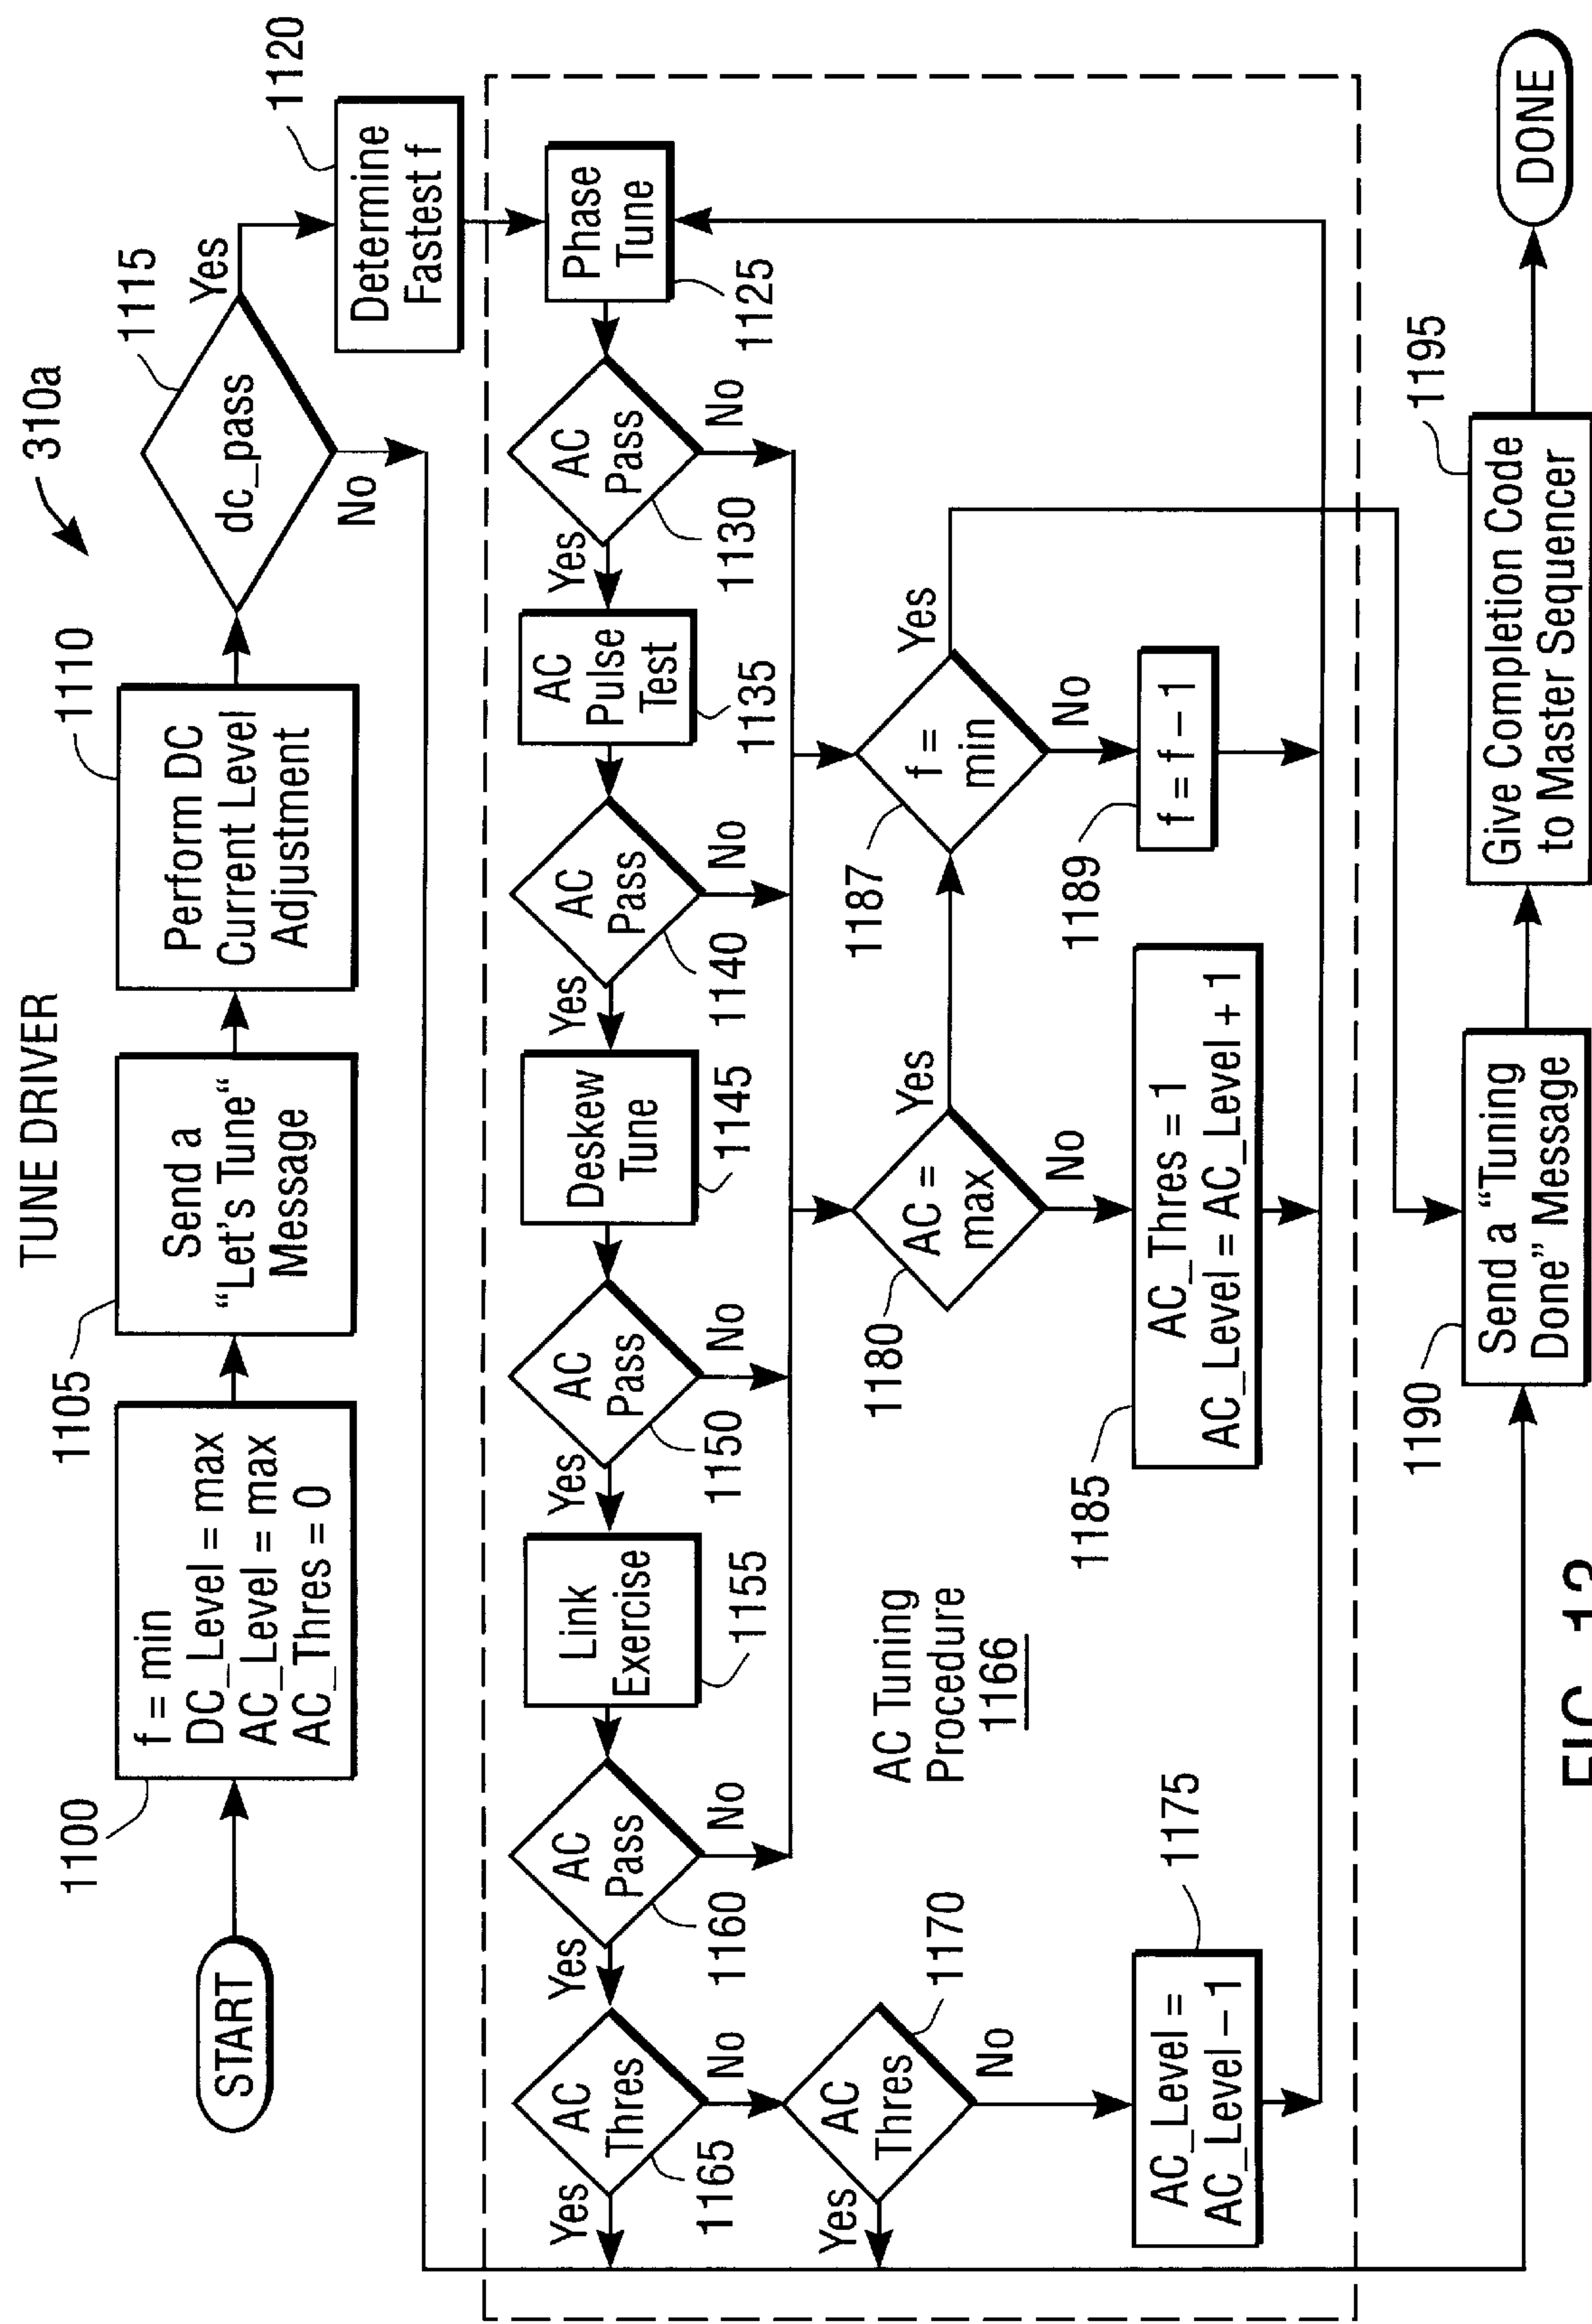 TUNE DRIVER
310a
START
1100
f = min
DC_Level = max
AC_Level = max
AC_Thres = 0
1105
Send a
“Let's Tune“
Message
1110
Perform DC
Current Level
Adjustment
1115
dc_pass
Yes
No
1120
Determine
Fastest f
Phase
Tune
1125
AC
Pass
No
1130
Yes
AC
Pulse
Test
1135
AC
Pass
No
1140
Yes
Deskew
Tune
1145
AC
Pass
No
1150
Yes
Link
Exercise
1155
AC
Pass
No
1160
Yes
AC
Thres
No
1165
Yes
AC
Thres
1170
No
Yes
AC_Level =
AC_Level – 1
1175
AC Tuning
Procedure
1166
AC =
max
1180
Yes
No
AC_Thres = 1
AC_Level = AC_Level + 1
1185
f =
min
1187
Yes
No
f = f – 1
1189
1190
Send a “Tuning
Done” Message
1195
Give Completion Code
to Master Sequencer
DONE